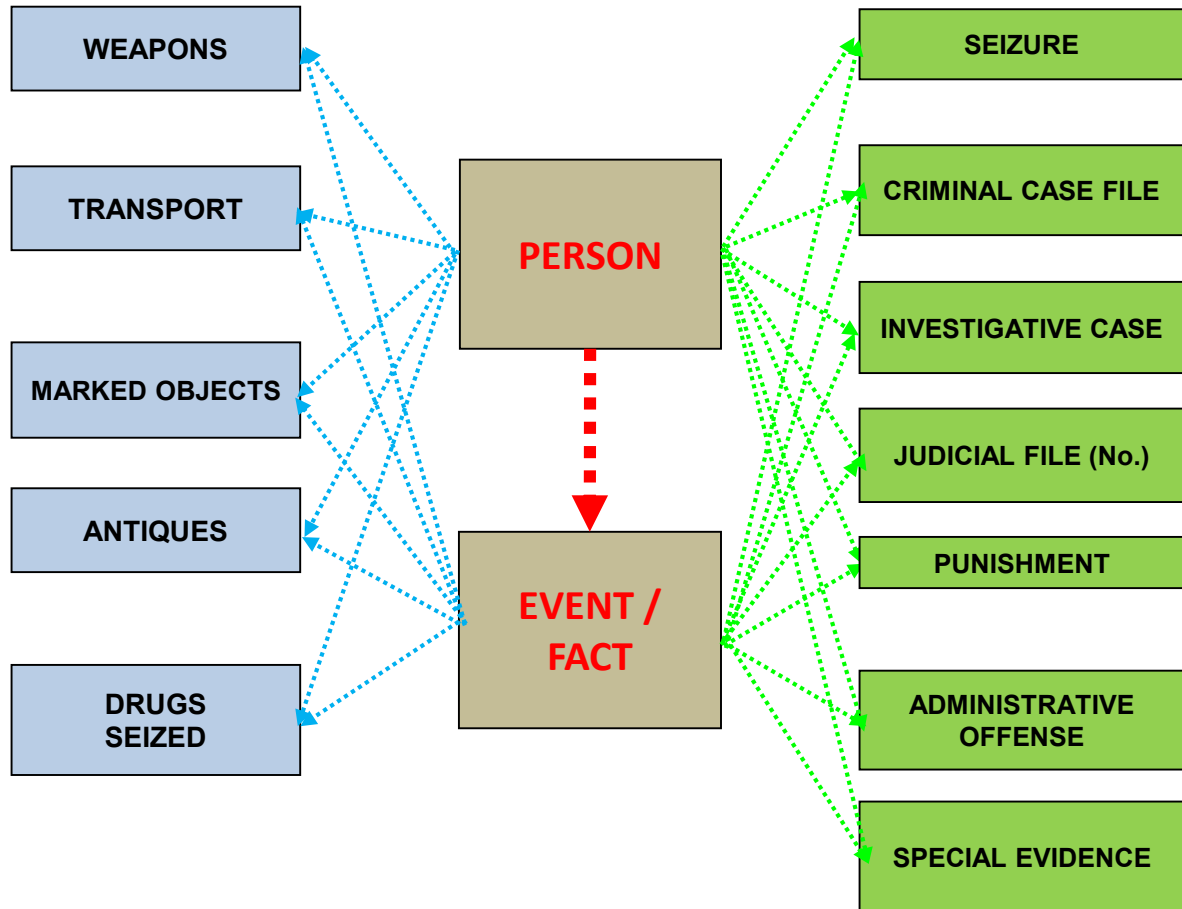 WEAPONS
TRANSPORT
MARKED OBJECTS
ANTIQUES
DRUGS
SEIZED
PERSON
EVENT /
FACT
SEIZURE
CRIMINAL CASE FILE
INVESTIGATIVE CASE
JUDICIAL FILE (No.)
PUNISHMENT
ADMINISTRATIVE
OFFENSE
SPECIAL EVIDENCE